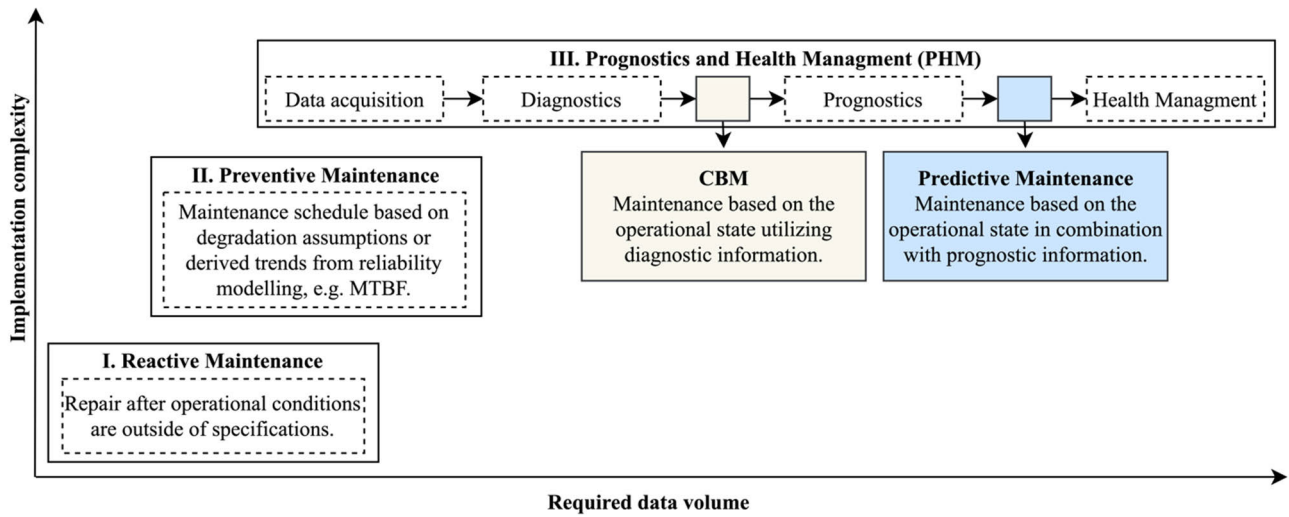 Implementation complexity
III. Prognostics and Health Managment (PHM)
Data acquisition
Diagnostics
Prognostics
Health Managment
II. Preventive Maintenance
Maintenance schedule based on
degradation assumptions or
derived trends from reliability
modelling, e.g. MTBF.
CBM
Maintenance based on the
operational state utilizing
diagnostic information.
Predictive Maintenance
Maintenance based on the
operational state in combination
with prognostic information.
I. Reactive Maintenance
Repair after operational conditions
are outside of specifications.
Required data volume